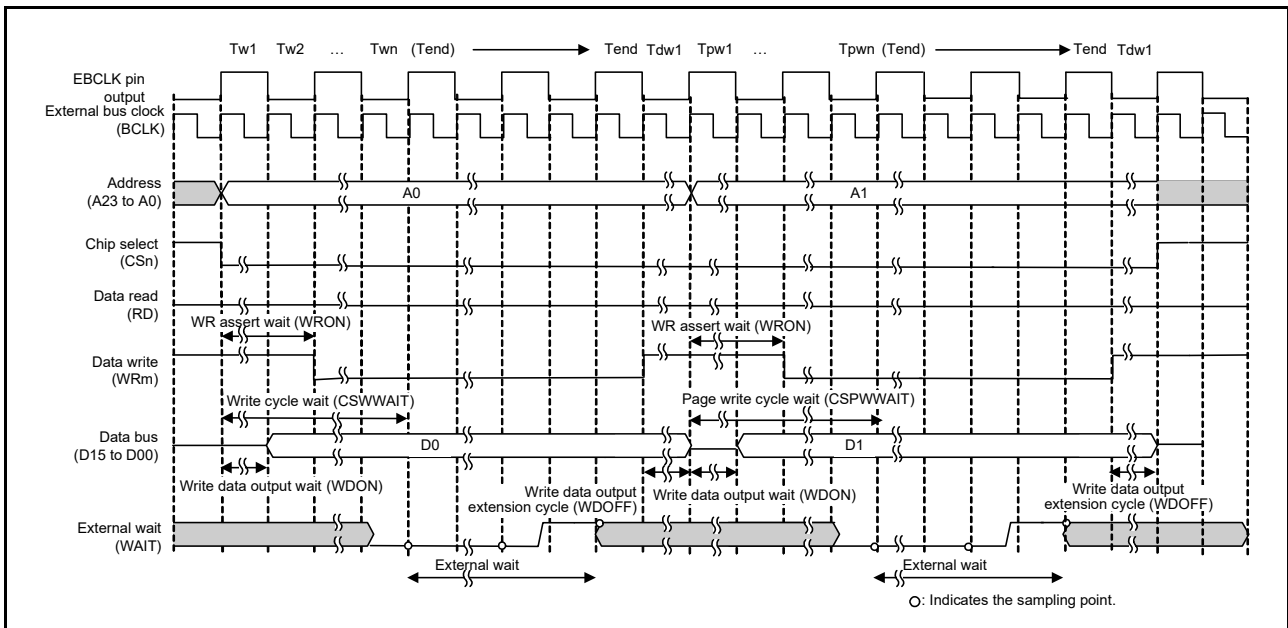 Tw1 Tw2 ... Twn (Tend) Tend Tdw1 Tpw1 ... Tpwn (Tend) Tend Tdw1
EBCLK pin
output
External bus clock
(BCLK)
Address
(A23 to A0)
A0 A1
Chip select
(CSn)
Data read
(RD)
WR assert wait (WRON) WR assert wait (WRON)
Data write
(WRm)
Write cycle wait (CSWWAIT) Page write cycle wait (CSPWWAIT)
Data bus
(D15 to D00)
D0 D1
Write data output wait (WDON)
Write data output
extension cycle (WDOFF)
Write data output wait (WDON)
Write data output
extension cycle (WDOFF)
External wait
(WAIT)
External wait External wait
: Indicates the sampling point.